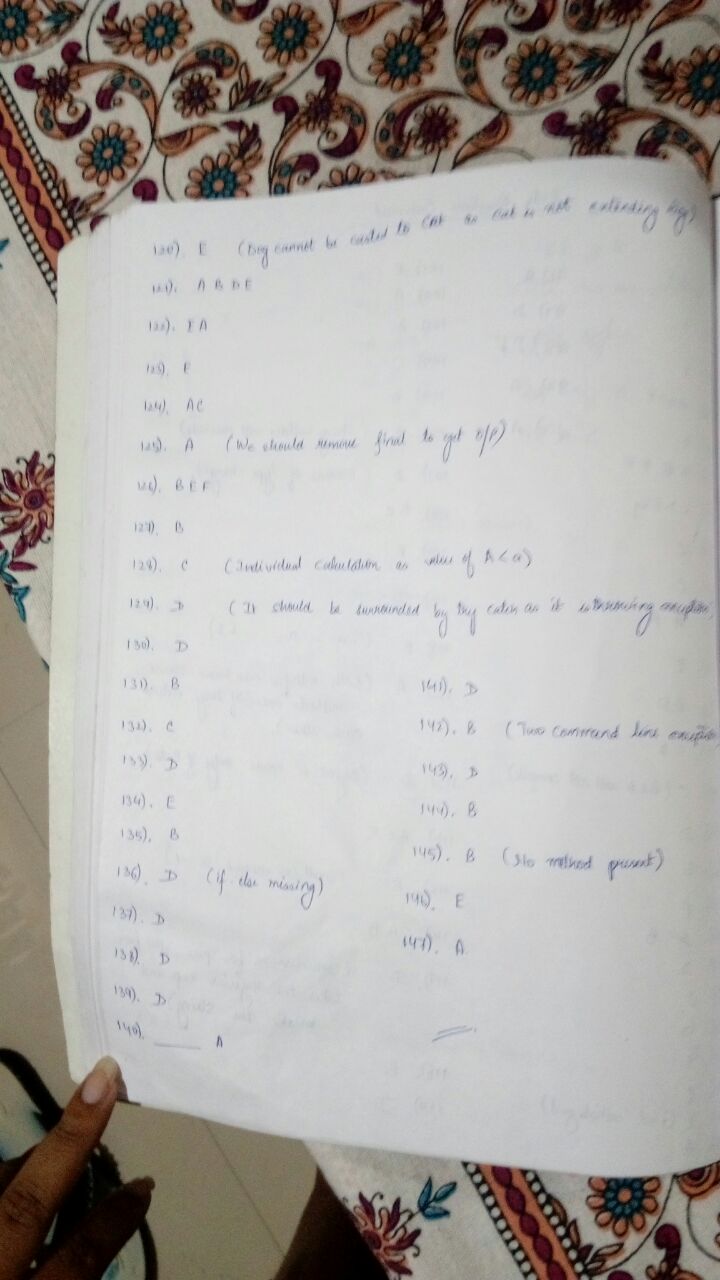 120). E (Dog cannot be casted to Cat as cat is not extending Dog)
121). A B D E
122). E A
123). E
124). AC
125). A (We should remove final to get o/p)
126). B E F
127). B
128). C (Individual calculation as value of A < a)
129). D (It should be surrounded by try catch as it is throwing exception)
130). D
131). B
132). C
133). D
134). E
135). B
136). D (if else missing)
137). D
138). D
139). D
140). ____ A
141). D
142). B (Two command line
143). D
144). B
145). B (No method present)
146). E
147). A